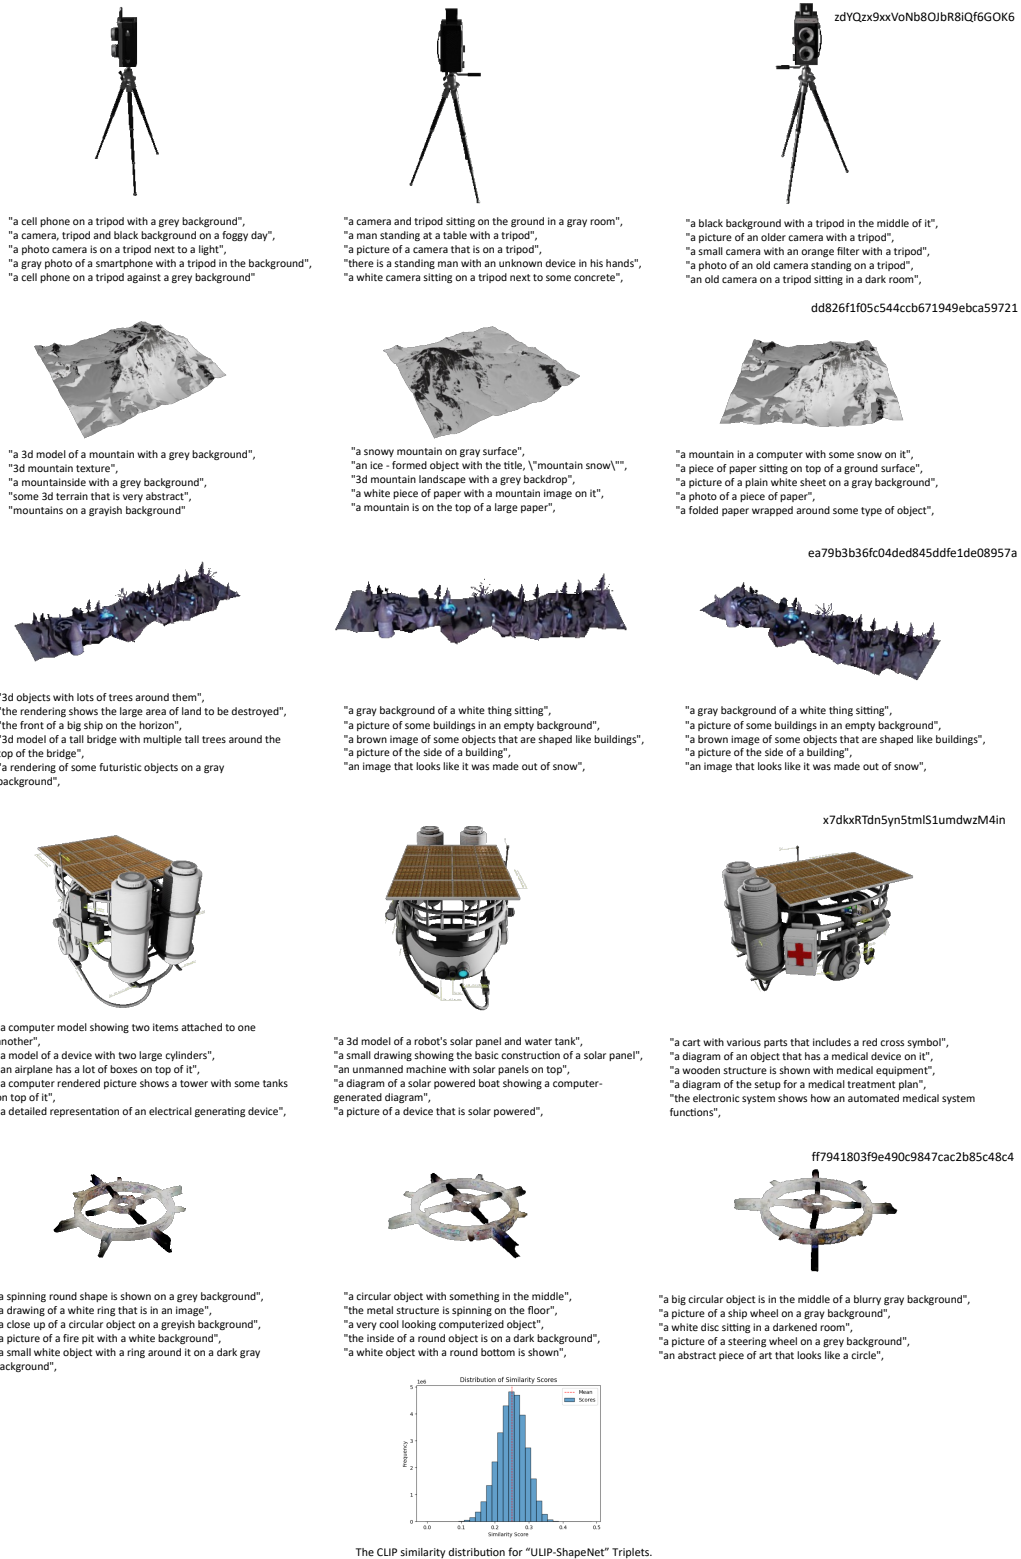 zdYQzx9xxVoNb8OJbR8iQf6GOK6
"a cell phone on a tripod with a grey background",
"a camera, tripod and black background on a foggy day",
"a photo camera is on a tripod next to a light",
"a gray photo of a smartphone with a tripod in the background",
"a cell phone on a tripod against a grey background"
"a camera and tripod sitting on the ground in a gray room",
"a man standing at a table with a tripod",
"a picture of a camera that is on a tripod",
"there is a standing man with an unknown device in his hands",
"a white camera sitting on a tripod next to some concrete",
"a black background with a tripod in the middle of it",
"a picture of an older camera with a tripod",
"a small camera with an orange filter with a tripod",
"a photo of an old camera standing on a tripod",
"an old camera on a tripod sitting in a dark room",
dd826f1f05c544ccb671949ebca59721
"a 3d model of a mountain with a grey background",
"3d mountain texture",
"a mountainside with a grey background",
"some 3d terrain that is very abstract",
"mountains on a grayish background"
"a snowy mountain on gray surface",
"an ice - formed object with the title, \"mountain snow\"",
"3d mountain landscape with a grey backdrop",
"a white piece of paper with a mountain image on it",
"a mountain is on the top of a large paper",
"a mountain in a computer with some snow on it",
"a piece of paper sitting on top of a ground surface",
"a picture of a plain white sheet on a gray background",
"a photo of a piece of paper",
"a folded paper wrapped around some type of object",
ea79b3b36fc04ded845ddfe1de08957a
"3d objects with lots of trees around them",
"the rendering shows the large area of land to be destroyed",
"the front of a big ship on the horizon",
"3d model of a tall bridge with multiple tall trees around the
top of the bridge",
"a rendering of some futuristic objects on a gray
background",
"a gray background of a white thing sitting",
"a picture of some buildings in an empty background",
"a brown image of some objects that are shaped like buildings",
"a picture of the side of a building",
"an image that looks like it was made out of snow",
"a gray background of a white thing sitting",
"a picture of some buildings in an empty background",
"a brown image of some objects that are shaped like buildings",
"a picture of the side of a building",
"an image that looks like it was made out of snow",
x7dkxRTdn5yn5tmlS1umdwzM4in
a computer model showing two items attached to one
another",
a model of a device with two large cylinders",
an airplane has a lot of boxes on top of it",
a computer rendered picture shows a tower with some tanks
on top of it",
a detailed representation of an electrical generating device",
"a 3d model of a robot's solar panel and water tank",
"a small drawing showing the basic construction of a solar panel",
"an unmanned machine with solar panels on top",
"a diagram of a solar powered boat showing a computer-
generated diagram",
"a picture of a device that is solar powered",
"a cart with various parts that includes a red cross symbol",
"a diagram of an object that has a medical device on it",
"a wooden structure is shown with medical equipment",
"a diagram of the setup for a medical treatment plan",
"the electronic system shows how an automated medical system
functions",
ff7941803f9e490c9847cac2b85c48c4
a spinning round shape is shown on a grey background",
a drawing of a white ring that is in an image",
a close up of a circular object on a greyish background",
a picture of a fire pit with a white background",
a small white object with a ring around it on a dark gray
background",
"a circular object with something in the middle",
"the metal structure is spinning on the floor",
"a very cool looking computerized object",
"the inside of a round object is on a dark background",
"a white object with a round bottom is shown",
"a big circular object is in the middle of a blurry gray background",
"a picture of a ship wheel on a gray background",
"a white disc sitting in a darkened room",
"a picture of a steering wheel on a grey background",
"an abstract piece of art that looks like a circle",
Distribution of Similarity Scores
1e6
Mean
Scores
5
4
3
2
1
0
Frequency
0.0 0.1 0.2 0.3 0.4 0.5
Similarity Score
The CLIP similarity distribution for “ULIP-ShapeNet” Triplets.